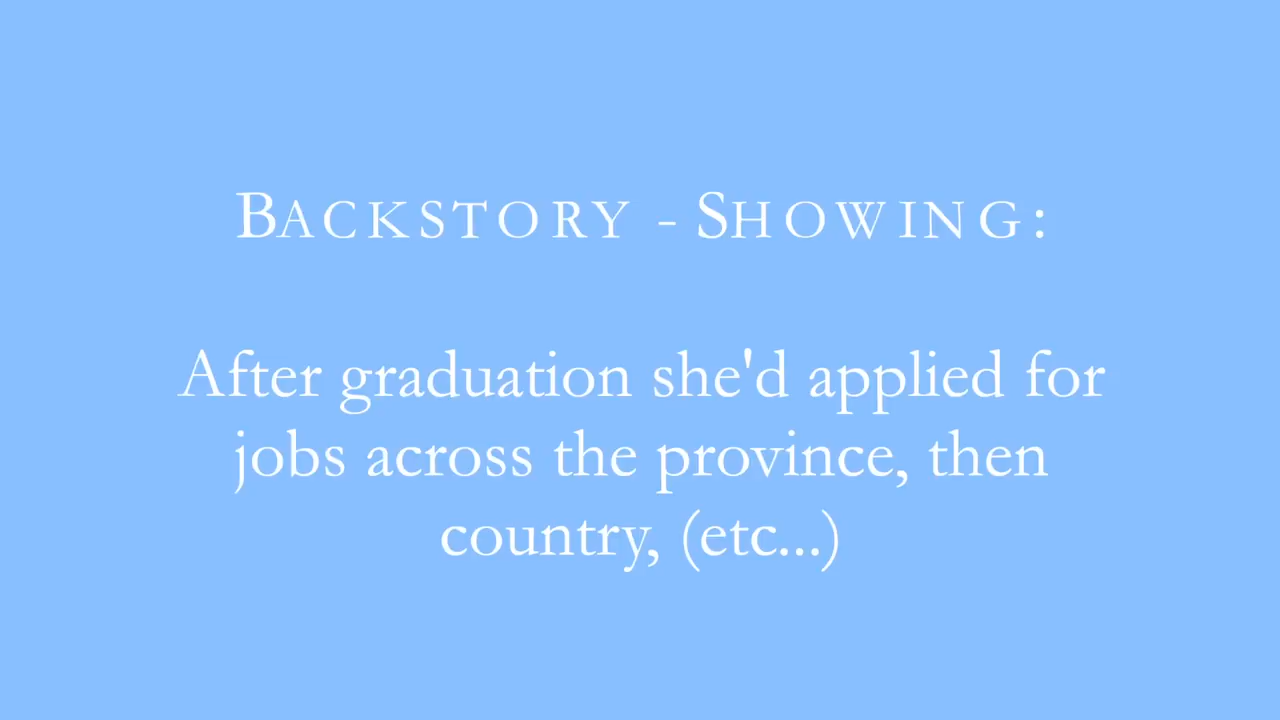 BACKSTORY - SHOWING:
After graduation she'd applied for
jobs across the province, then
country, (etc...)